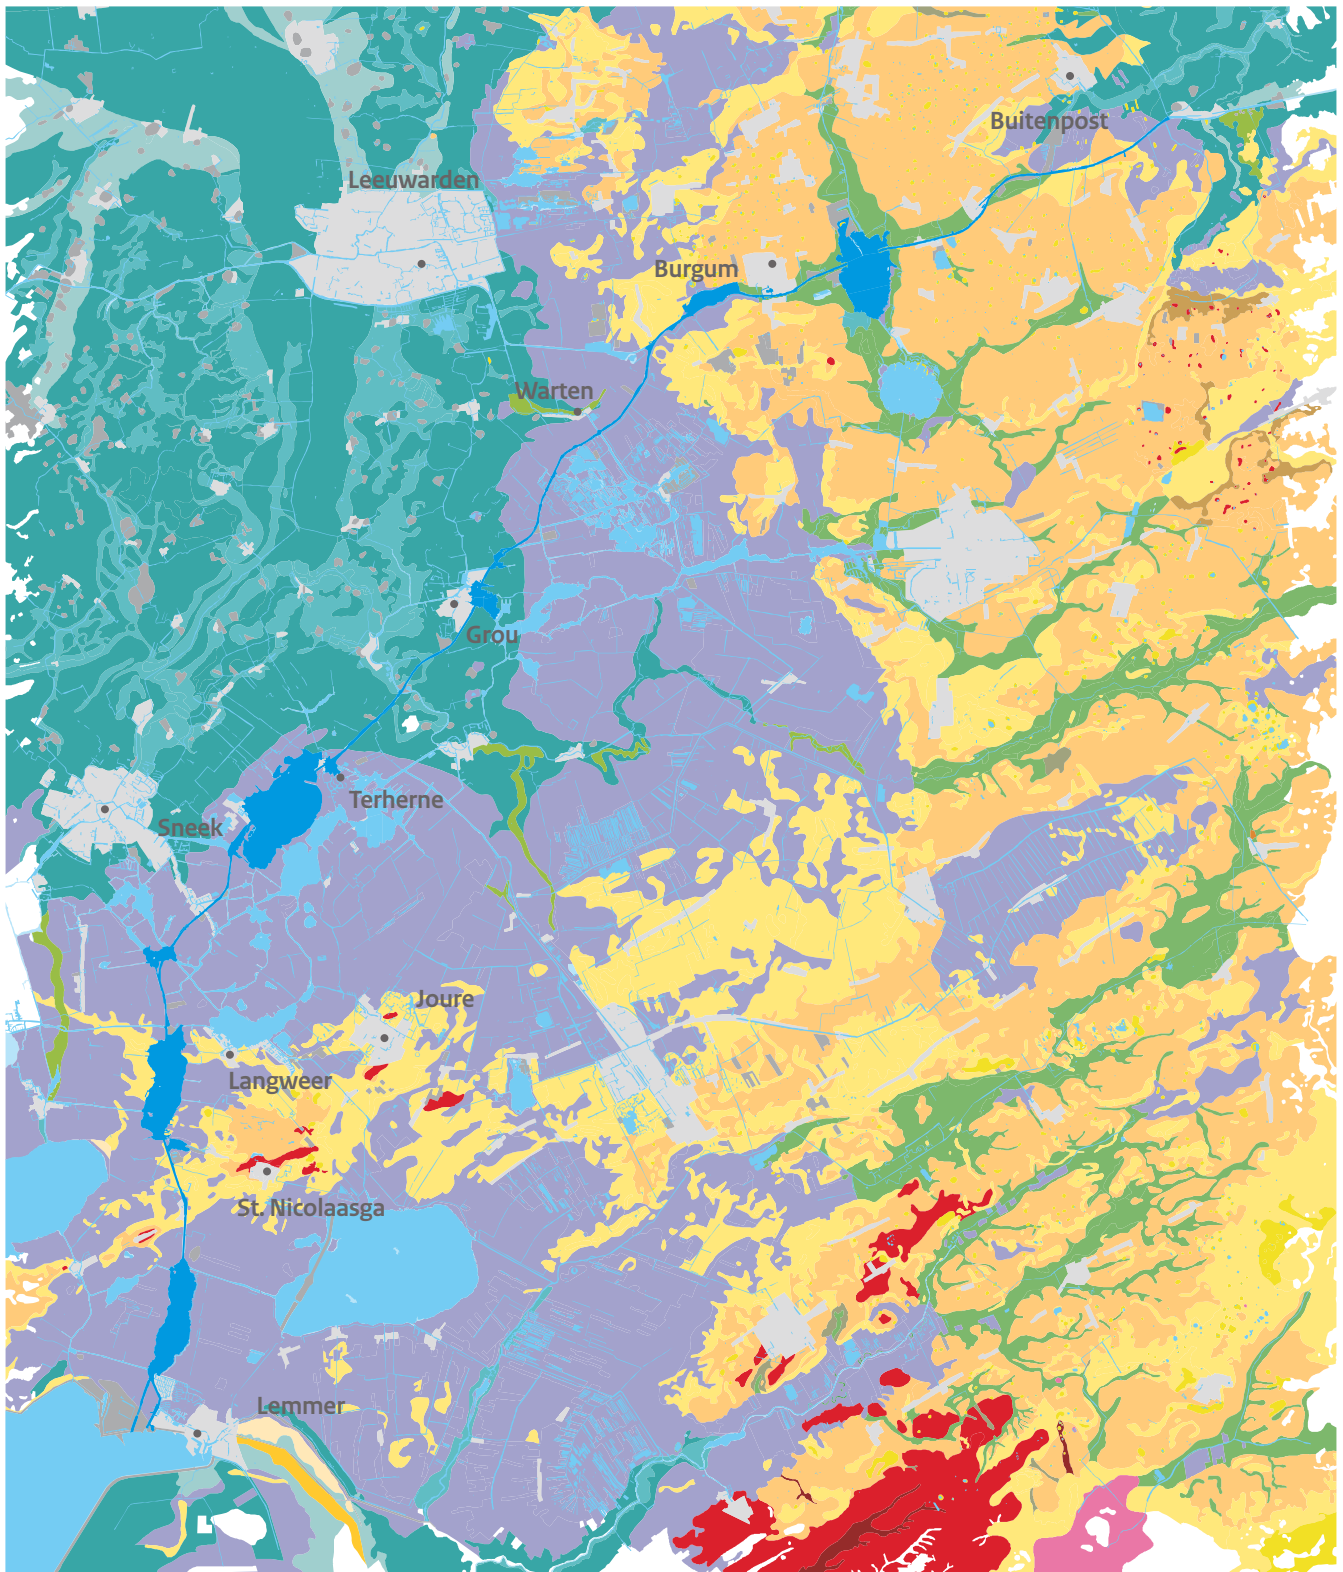 Buitenpost
Leeuwarden
Burgum
Warten
Grou
Terherne
Sneek
Joure
Langweer
St. Nicolaasga
Lemmer